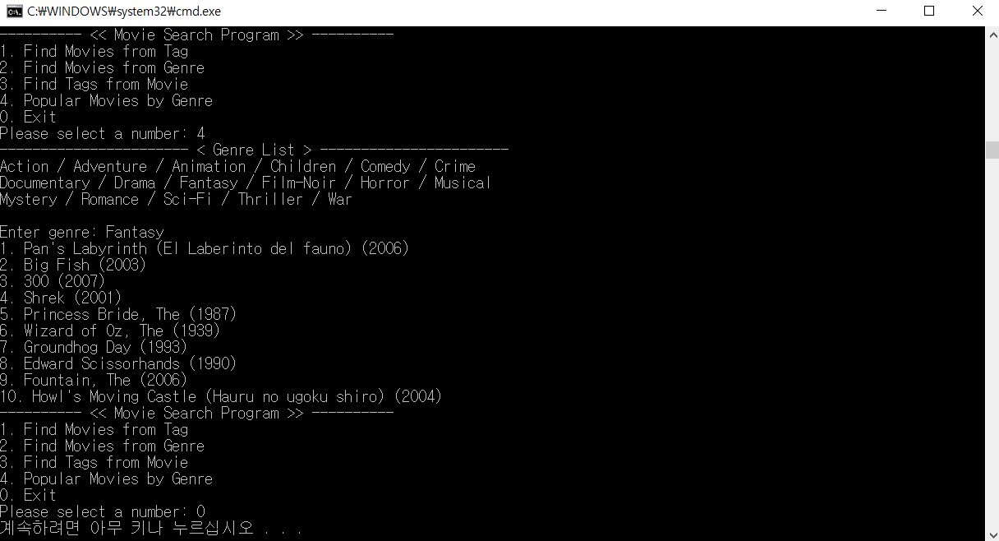 C:\WINDOWS\system32\cmd.exe
---------- << Movie Search Program >> ----------
1. Find Movies from Tag
2. Find Movies from Genre
3. Find Tags from Movie
4. Popular Movies by Genre
0. Exit
Please select a number: 4
----------------------- < Genre List > -----------------------
Action / Adventure / Animation / Children / Comedy / Crime
Documentary / Drama / Fantasy / Film-Noir / Horror / Musical
Mystery / Romance / Sci-Fi / Thriller / War
Enter genre: Fantasy
1. Pan's Labyrinth (El Laberinto del fauno) (2006)
2. Big Fish (2003)
3. 300 (2007)
4. Shrek (2001)
5. Princess Bride, The (1987)
6. Wizard of Oz, The (1939)
7. Groundhog Day (1993)
8. Edward Scissorhands (1990)
9. Fountain, The (2006)
10. Howl's Moving Castle (Hauru no ugoku shiro) (2004)
---------- << Movie Search Program >> ----------
1. Find Movies from Tag
2. Find Movies from Genre
3. Find Tags from Movie
4. Popular Movies by Genre
0. Exit
Please select a number: 0
계속하려면 아무 키나 누르십시오 . . .